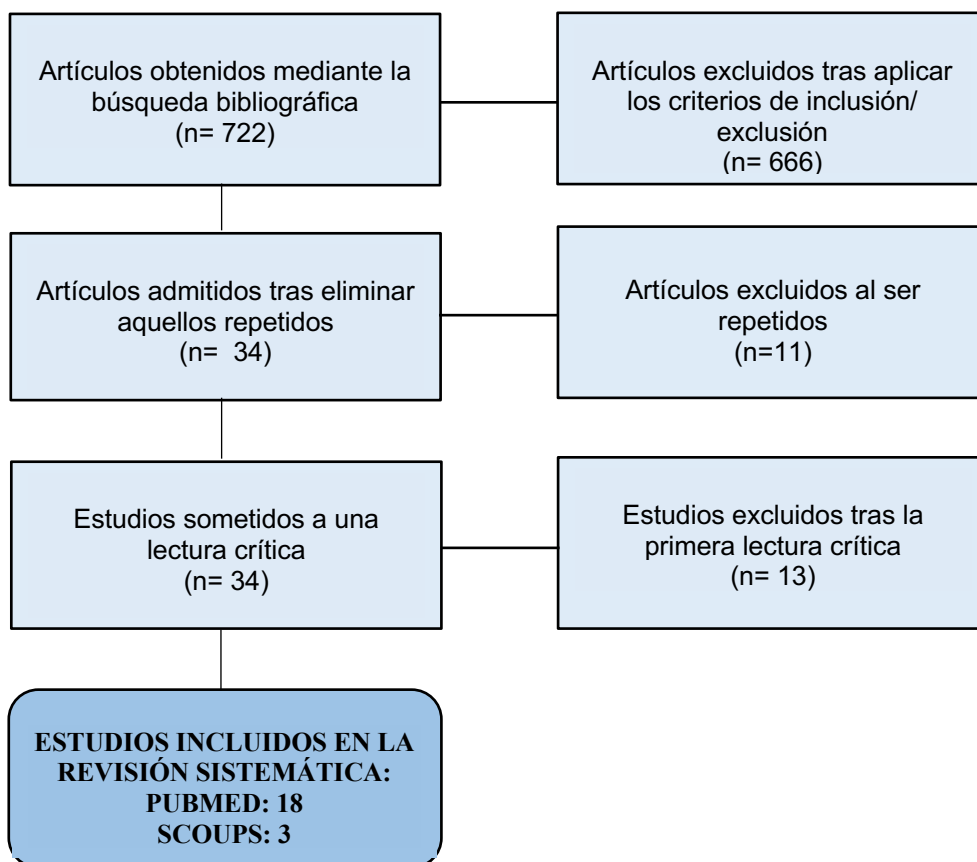 Artículos obtenidos mediante la
búsqueda bibliográfica
(n= 722)
Artículos excluidos tras aplicar
los criterios de inclusión/
exclusión
(n= 666)
Artículos admitidos tras eliminar
aquellos repetidos
(n= 34)
Artículos excluidos al ser
repetidos
(n=11)
Estudios sometidos a una
lectura crítica
(n= 34)
Estudios excluidos tras la
primera lectura crítica
(n= 13)
ESTUDIOS INCLUIDOS EN LA
REVISIÓN SISTEMÁTICA:
PUBMED: 18
SCOUPS: 3